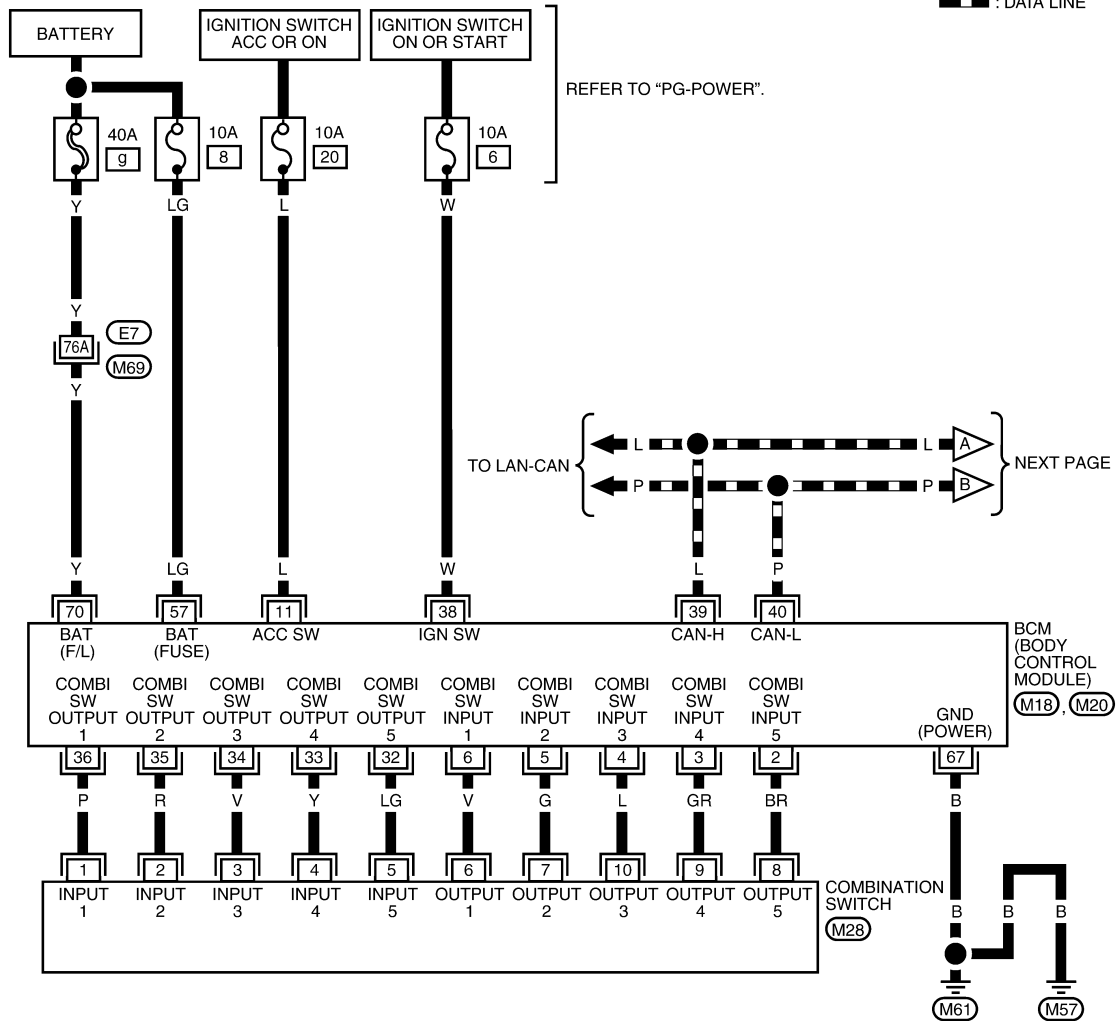 : DATA LINE
BATTERY
IGNITION SWITCH
ACC OR ON
IGNITION SWITCH
ON OR START
REFER TO “PG-POWER”.
40A
g
10A
8
10A
20
10A
6
Y
LG
L
W
Y
76A
E7
M69
Y
TO LAN-CAN
L
L
A
P
P
B
NEXT PAGE
Y
LG
L
W
L
P
70
57
11
38
39
40
BAT
(F/L)
BAT
(FUSE)
ACC SW
IGN SW
CAN-H
CAN-L
BCM
(BODY
CONTROL
MODULE)
M18 , M20
COMBI
SW
OUTPUT
1
COMBI
SW
OUTPUT
2
COMBI
SW
OUTPUT
3
COMBI
SW
OUTPUT
4
COMBI
SW
OUTPUT
5
COMBI
SW
INPUT
1
COMBI
SW
INPUT
2
COMBI
SW
INPUT
3
COMBI
SW
INPUT
4
COMBI
SW
INPUT
5
GND
(POWER)
36
35
34
33
32
6
5
4
3
2
67
P
R
V
Y
LG
V
G
L
GR
BR
B
1
2
3
4
5
6
7
10
9
8
INPUT
1
INPUT
2
INPUT
3
INPUT
4
INPUT
5
OUTPUT
1
OUTPUT
2
OUTPUT
3
OUTPUT
4
OUTPUT
5
COMBINATION
SWITCH
M28
B
B
B
M61
M57